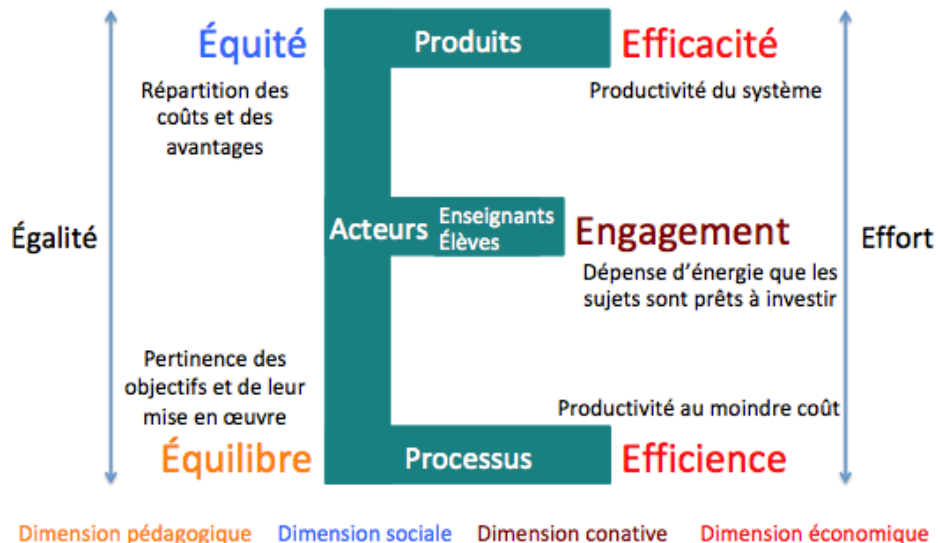 Équité
Produits
Efficacité
Répartition des
coûts et des
avantages
Productivité du système
Égalité
Acteurs
Enseignants
Élèves
Engagement
Effort
Dépense d'énergie que les
sujets sont prêts à investir
Pertinence des
objectifs et de leur
mise en œuvre
Productivité au moindre coût
Équilibre
Processus
Efficience
Dimension pédagogique
Dimension sociale
Dimension conative
Dimension économique